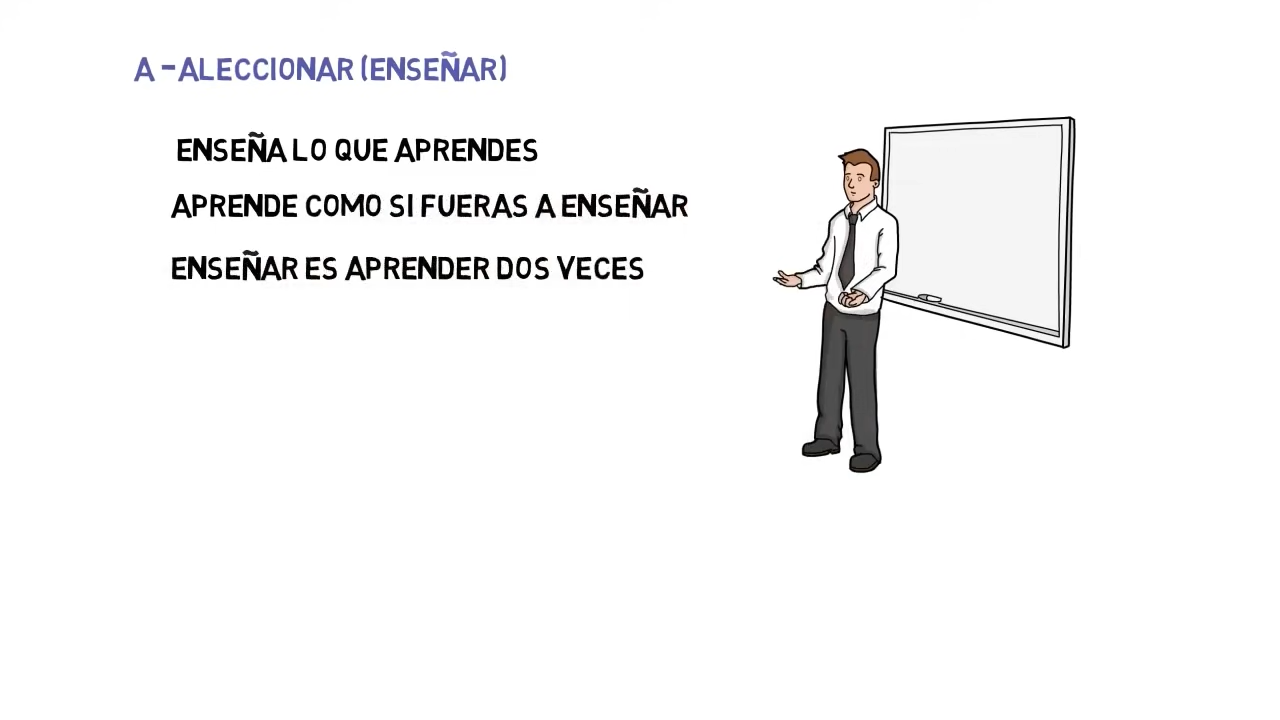 A - ALECCIONAR (ENSEÑAR)
ENSEÑA LO QUE APRENDES
APRENDE COMO SI FUERAS A ENSEÑAR
ENSEÑAR ES APRENDER DOS VECES